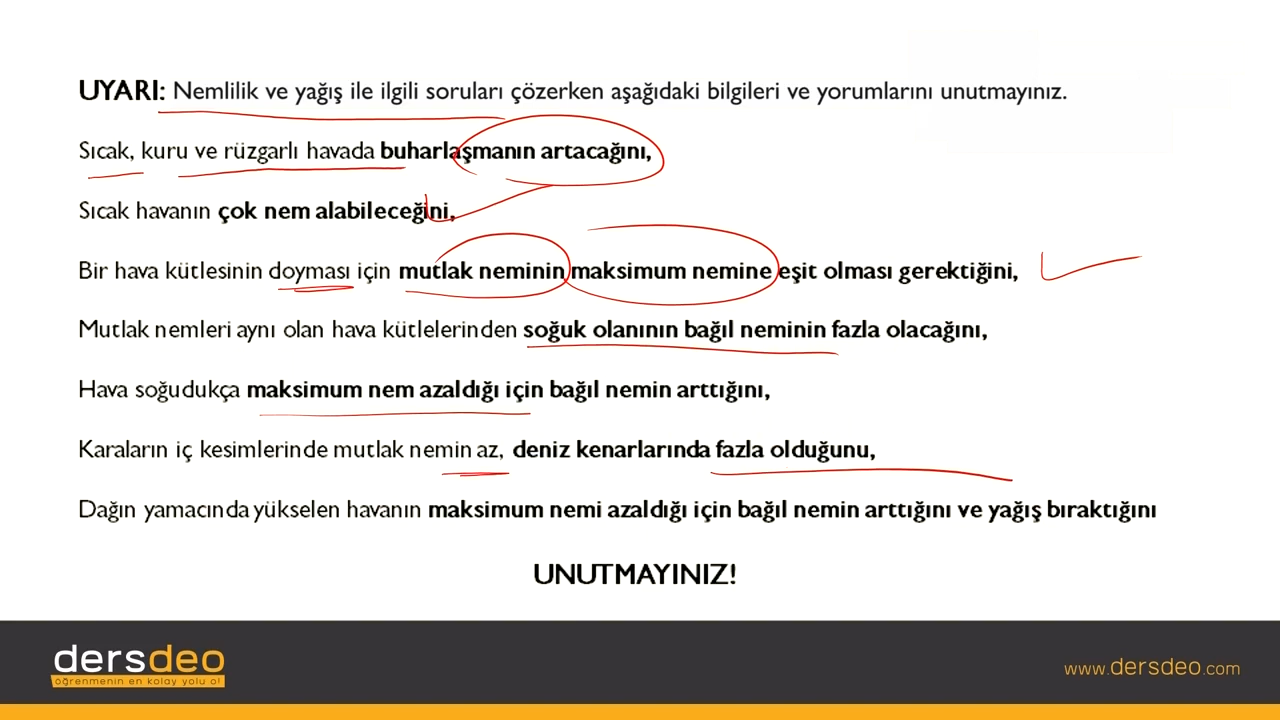 UYARI: Nemlilik ve yağış ile ilgili soruları çözerken aşağıdaki bilgileri ve yorumlarını unutmayınız.
Sıcak, kuru ve rüzgarlı havada buharlaşmanın artacağını,
Sıcak havanın çok nem alabileceğini,
Bir hava kütlesinin doyması için mutlak neminin maksimum nemine eşit olması gerektiğini,
Mutlak nemleri aynı olan hava kütlelerinden soğuk olanının bağıl neminin fazla olacağını,
Hava soğudukça maksimum nem azaldığı için bağıl nemin arttığını,
Karaların iç kesimlerinde mutlak nemin az, deniz kenarlarında fazla olduğunu,
Dağın yamacında yükselen havanın maksimum nemi azaldığı için bağıl nemin arttığını ve yağış bıraktığını
UNUTMAYINIZ!
dersdeo
öğrenmenin en kolay yolu o!
www.dersdeo.com